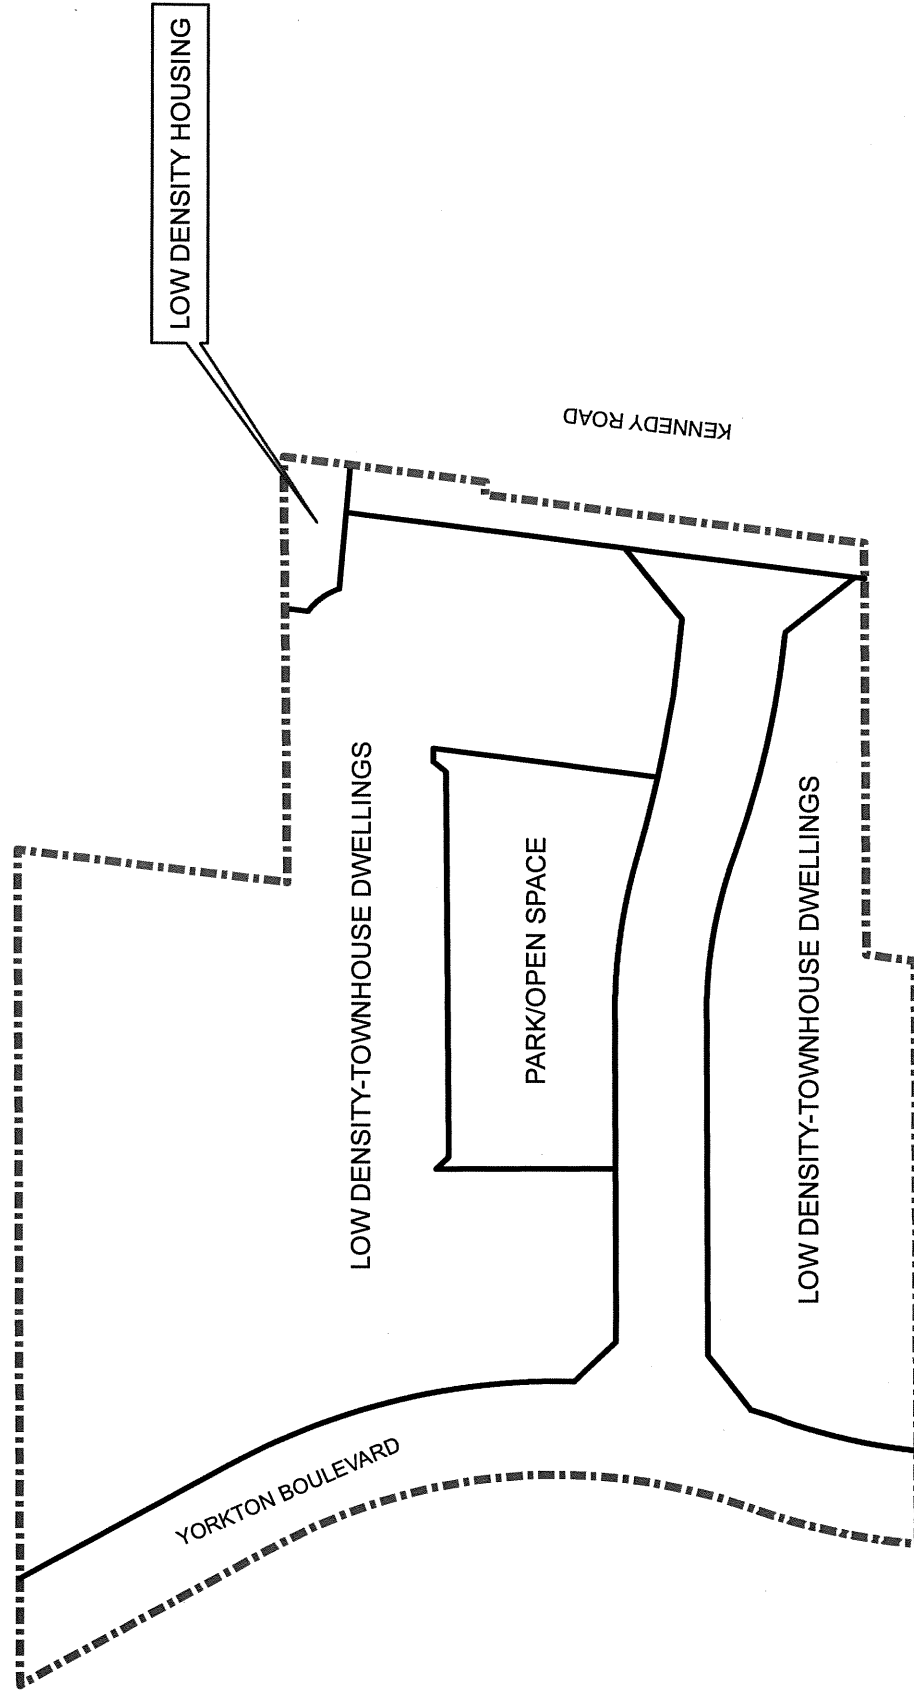 LOW DENSITY HOUSING
KENNEDY ROAD
LOW DENSITY-TOWNHOUSE DWELLINGS
PARK/OPEN SPACE
LOW DENSITY-TOWNHOUSE DWELLINGS
YORKTON BOULEVARD